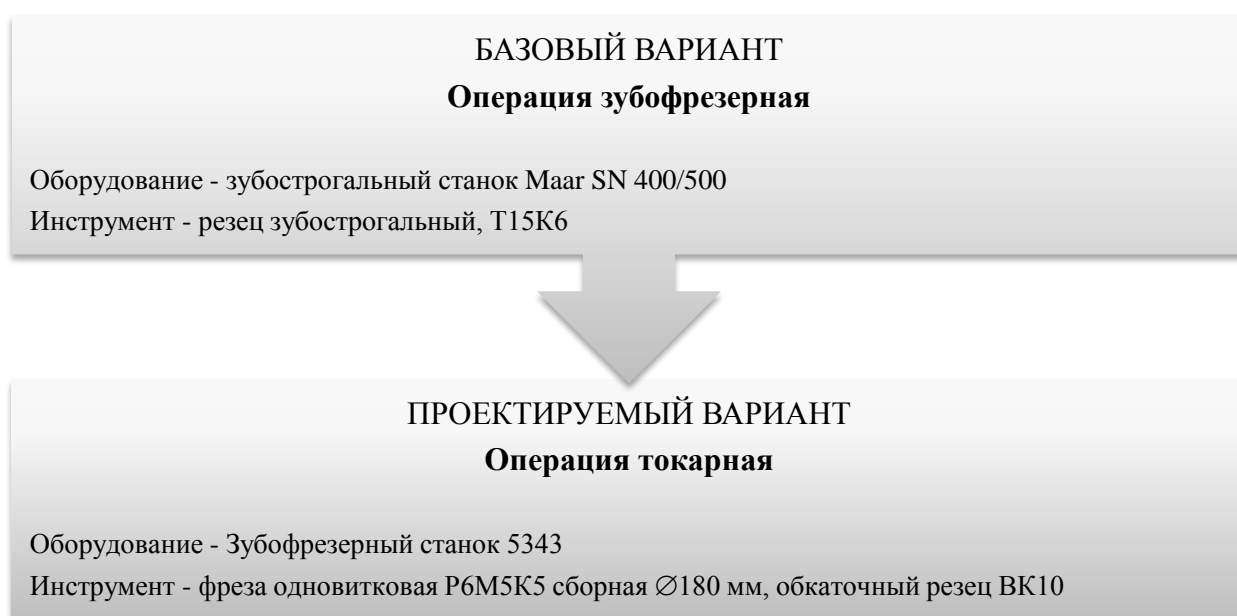 БАЗОВЫЙ ВАРИАНТ
Операция зубофрезерная
Оборудование - зубострогальный станок Maar SN 400/500
Инструмент - резец зубострогальный, Т15К6
ПРОЕКТИРУЕМЫЙ ВАРИАНТ
Операция токарная
Оборудование - Зубофрезерный станок 5343
Инструмент - фреза одновитковая Р6М5К5 сборная ∅180 мм, обкаточный резец ВК10